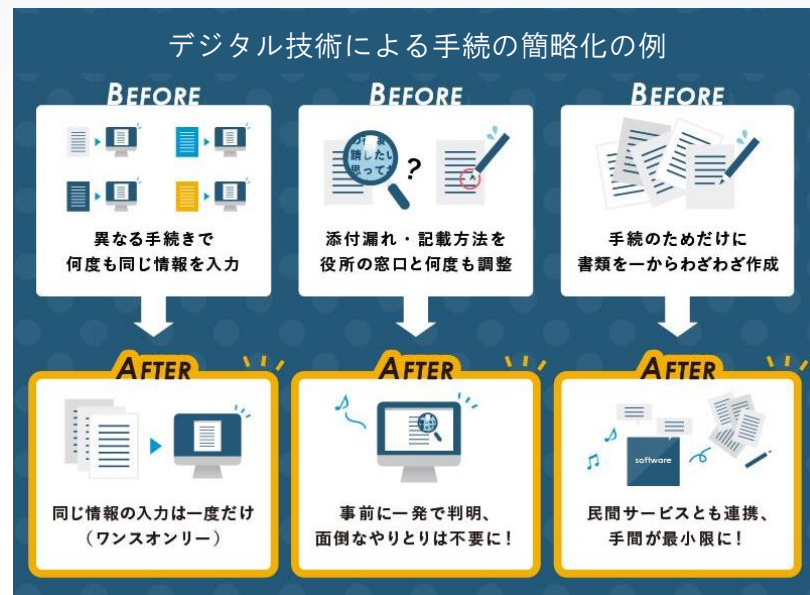 デジタル技術による手続の簡略化の例
BEFORE
異なる手続きで
何度も同じ情報を入力
AFTER
同じ情報の入力は一度だけ
（ワンスオンリー）
BEFORE
請したい
思って
?
添付漏れ・記載方法を
役所の窓口と何度も調整
AFTER
事前に一発で判明、
面倒なやりとりは不要に！
BEFORE
手続のためだけに
書類を一からわざわざ作成
AFTER
software
民間サービスとも連携、
手間が最小限に！